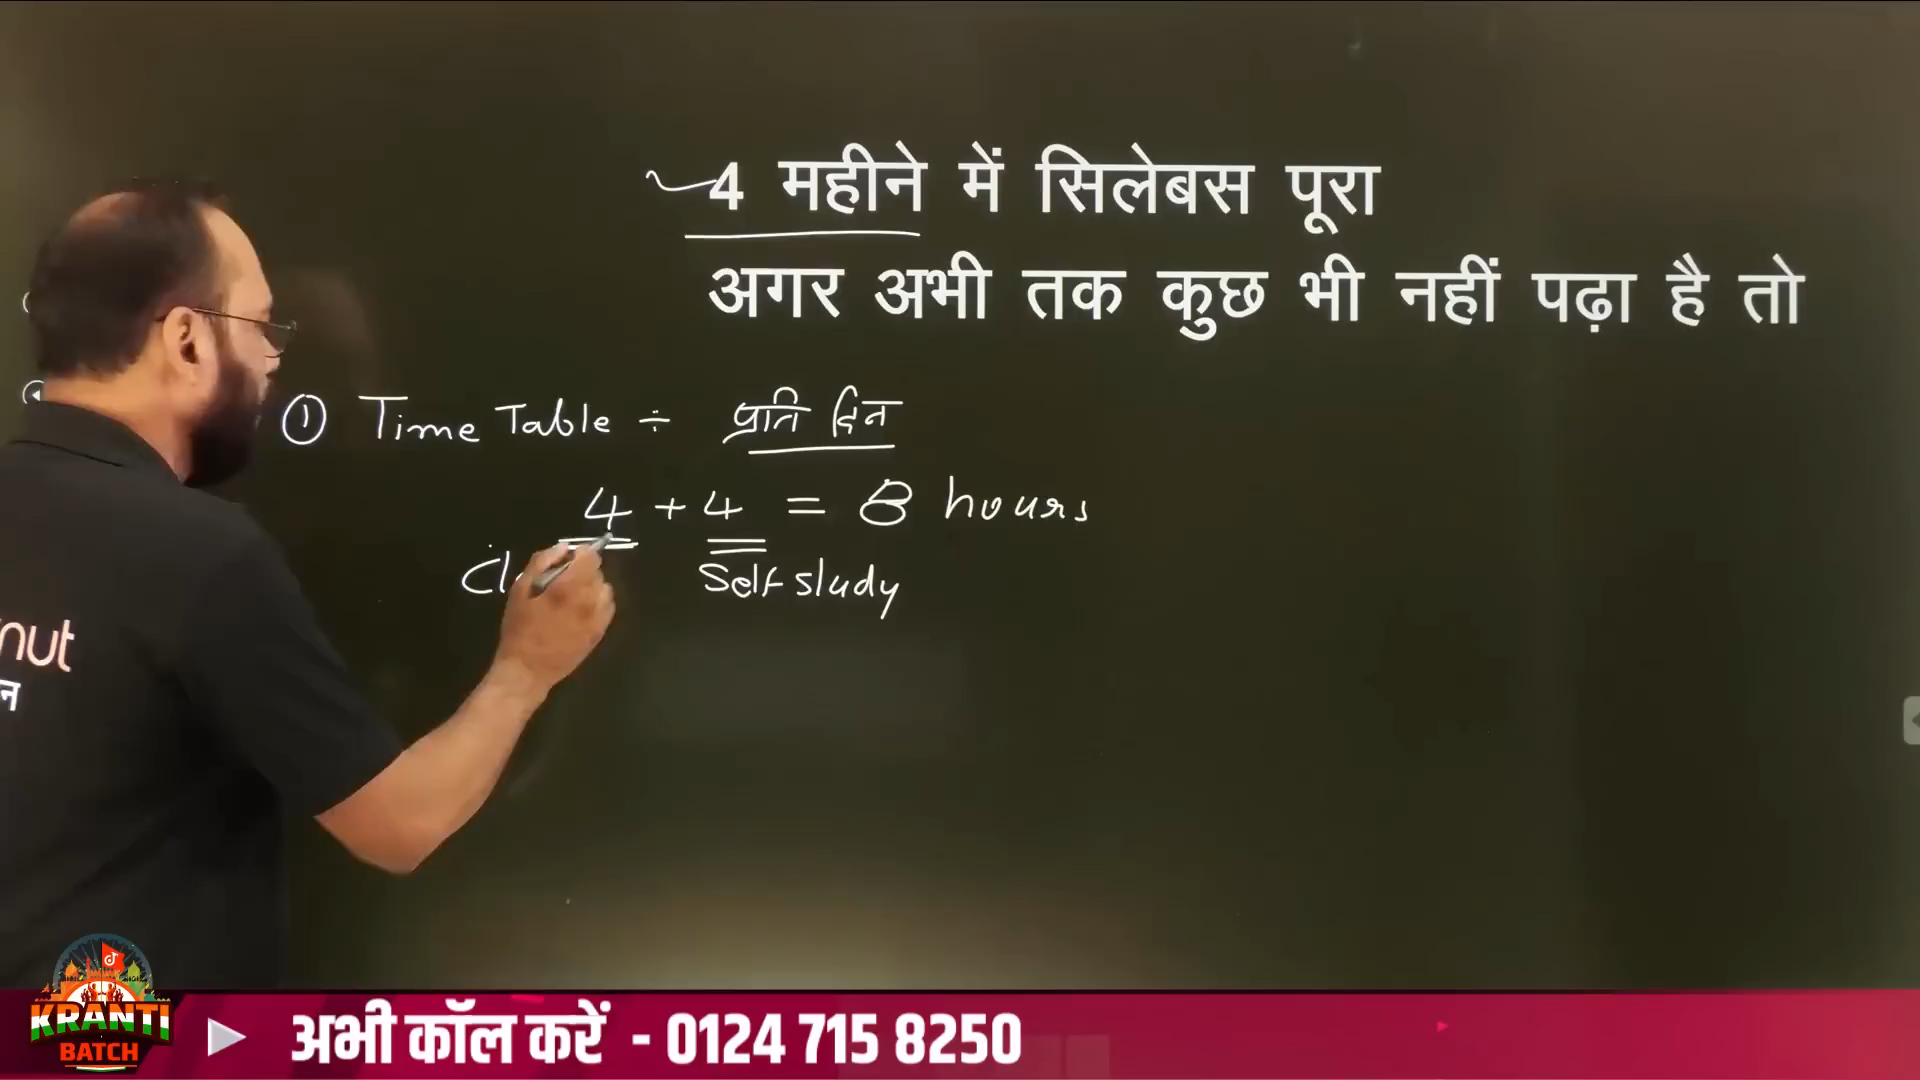 4 महीने में सिलेबस पूरा
अगर अभी तक कुछ भी नहीं पढ़ा है तो
① Time Table ÷ प्रति दिन
4 + 4 = 8 hours
Self study
nut
न
KRANTI
BATCH
अभी कॉल करें - 0124 715 8250